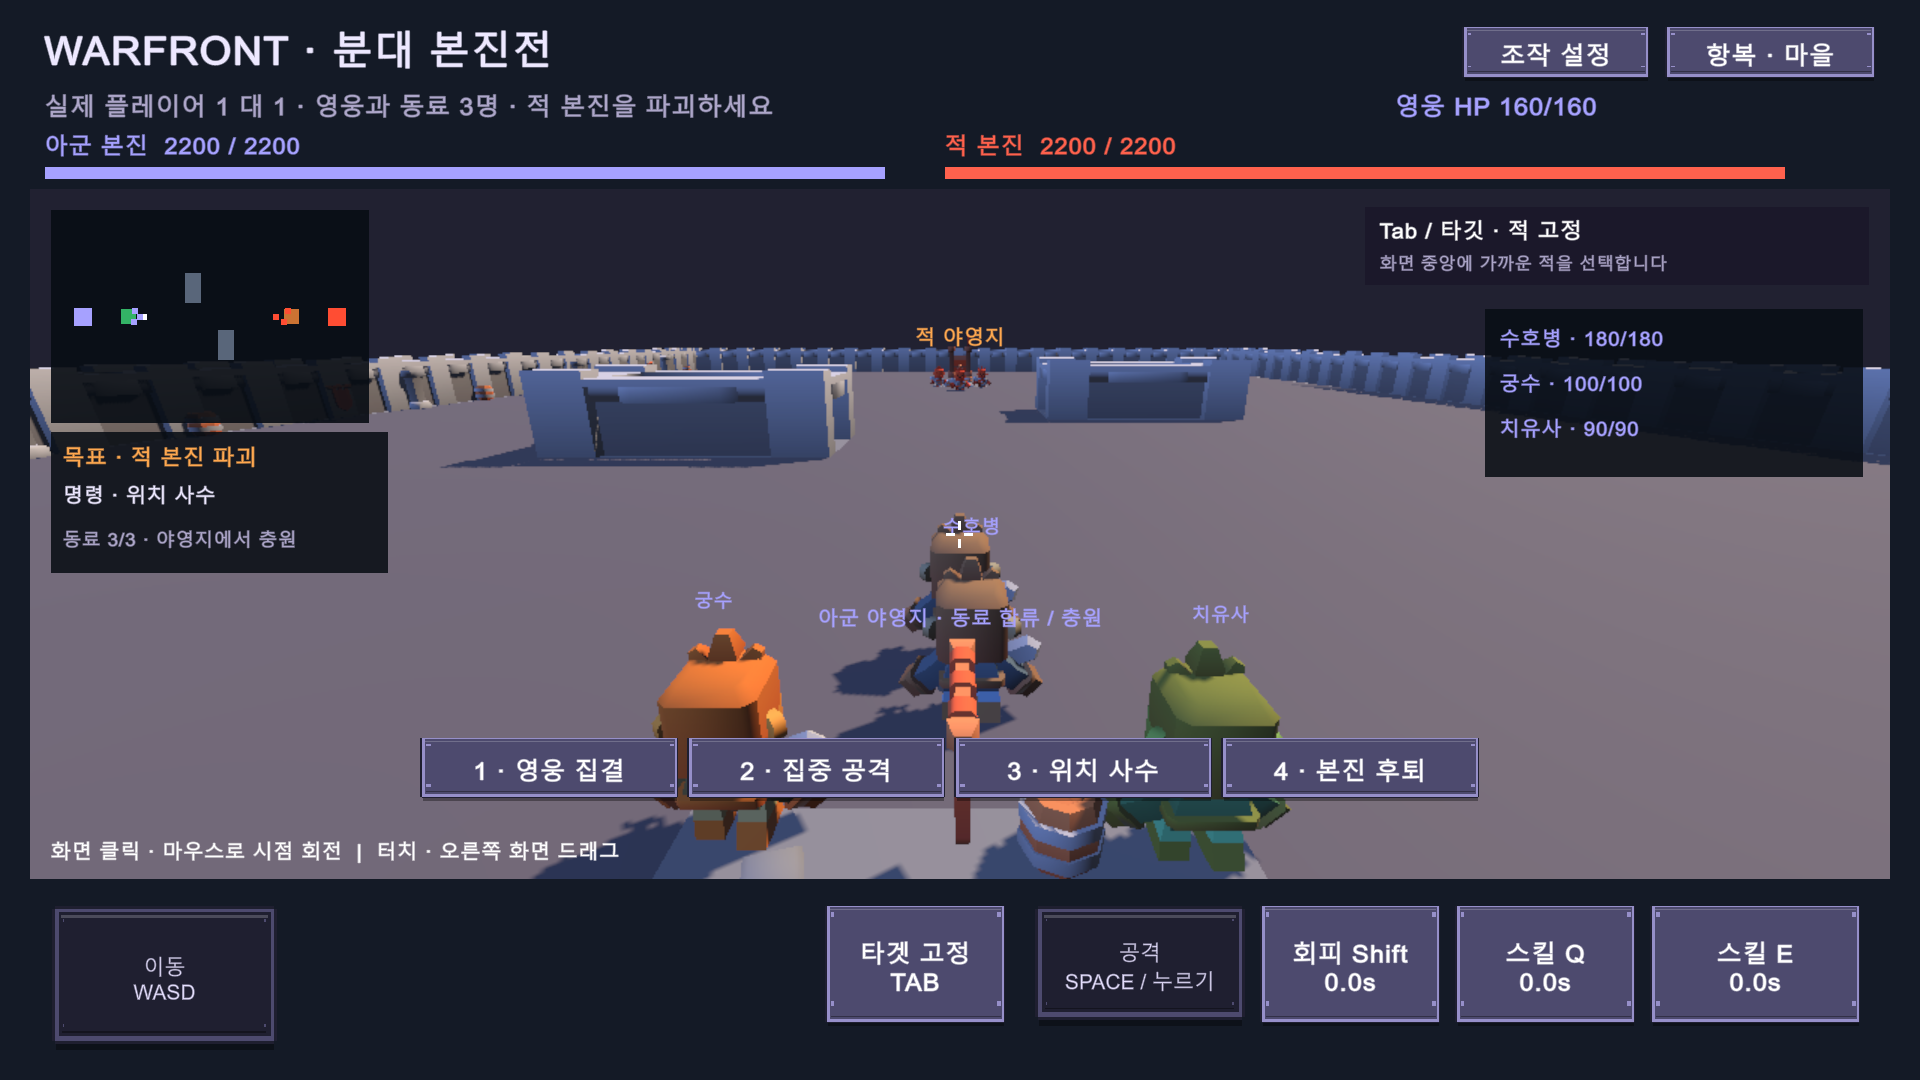 WARFRONT · 분대 본진전
조작 설정
항복 · 마을
실제 플레이어 1 대 1 · 영웅과 동료 3명 · 적 본진을 파괴하세요
영웅 HP 160/160
아군 본진 2200 / 2200
적 본진 2200 / 2200
Tab / 타깃 · 적 고정
화면 중앙에 가까운 적을 선택합니다
적 야영지
수호병 · 180/180
궁수 · 100/100
치유사 · 90/90
목표 · 적 본진 파괴
명령 · 위치 사수
동료 3/3 · 야영지에서 충원
수호병
궁수
아군 야영지 · 동료 합류 / 충원
치유사
1 · 영웅 집결
2 · 집중 공격
3 · 위치 사수
4 · 본진 후퇴
화면 클릭 · 마우스로 시점 회전 | 터치 · 오른쪽 화면 드래그
이동
WASD
타겟 고정
TAB
공격
SPACE / 누르기
회피 Shift
0.0s
스킬 Q
0.0s
스킬 E
0.0s